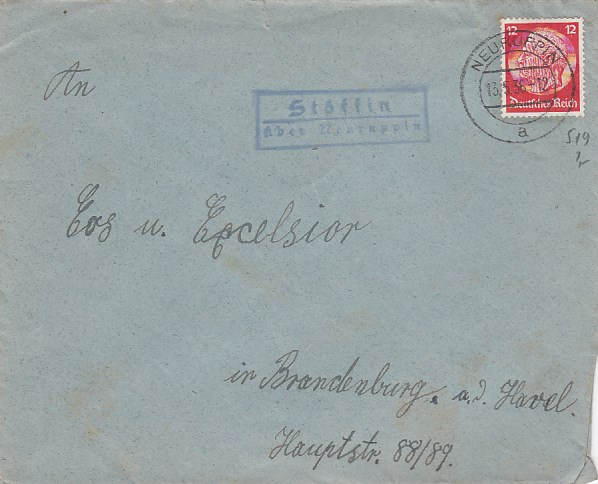 An
Stöffin
über Neuruppin
NEURUPPIN
a
12 12
Deutsches Reich
519
Eos u. Excelsior
in Brandenburg. a.d. Havel.
Hauptstr. 88/89.